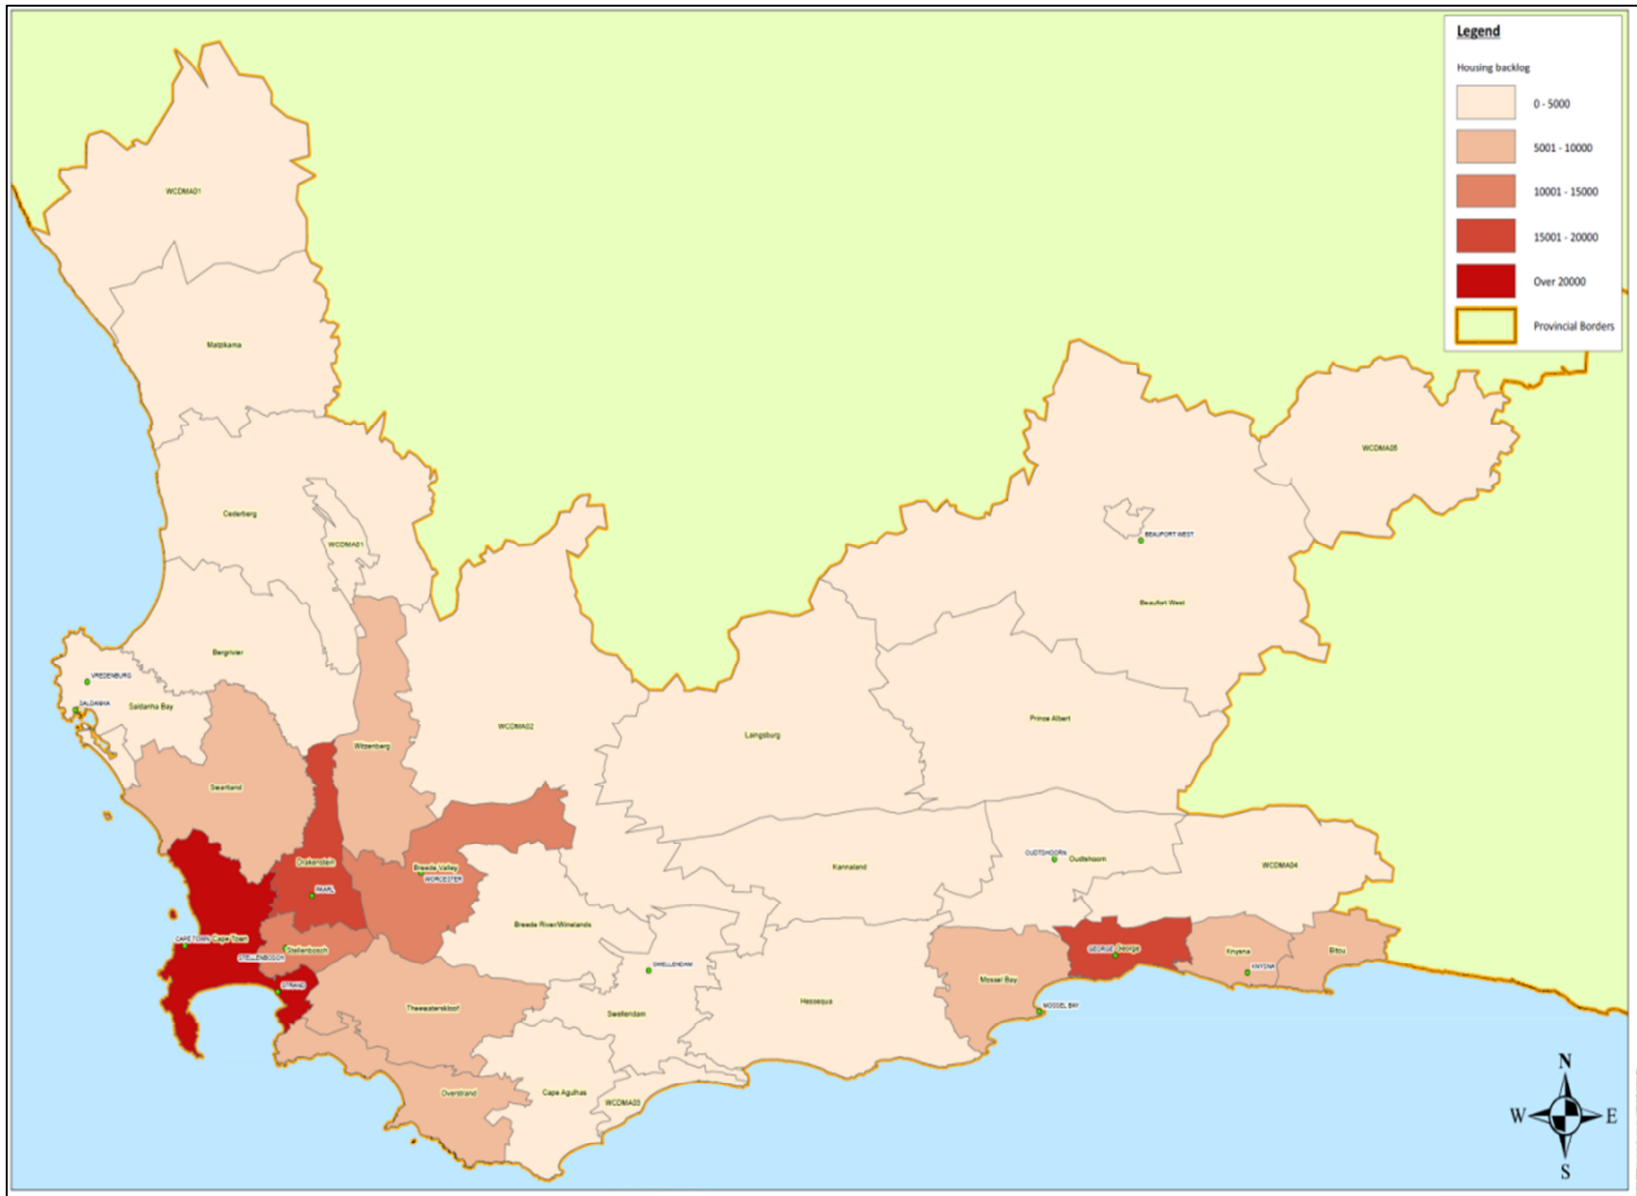 Legend
Housing backlog
0 - 5000
5001 - 10000
10001 - 15000
15001 - 20000
Over 20000
Provincial Borders
WCDMA01
Matzikama
WCDMA05
Cederberg
WCDMA01
BEAUFORT WEST
Beaufort West
Bergrivier
VREDENBURG
SALDANHA
Saldanha Bay
Prince Albert
WCDMA02
Laingsburg
Witzenberg
Swartland
Drakenstein
PAARL
Breede Valley
WORCESTER
Kannaland
OUDTSHOORN
Oudtshoorn
WCDMA04
Breede River/Winelands
CAPE TOWN
Cape Town
Stellenbosch
STELLENBOSCH
STRAND
SWELLENDAM
GEORGE
George
Knysna
KNYSNA
Bitou
Mossel Bay
MOSSEL BAY
Hessequa
Theewaterskloof
Swellendam
Overstrand
Cape Agulhas
WCDMA03
N
W
E
S